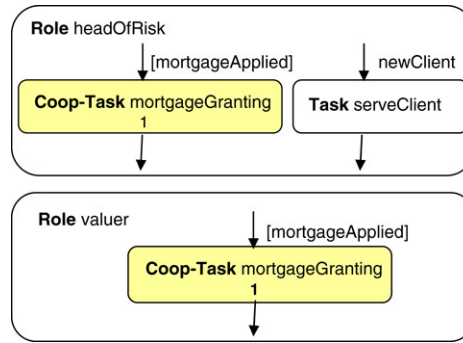 Role headOfRisk
[mortgageApplied]
newClient
Coop-Task mortgageGranting
1
Task serveClient
Role valuer
[mortgageApplied]
Coop-Task mortgageGranting
1